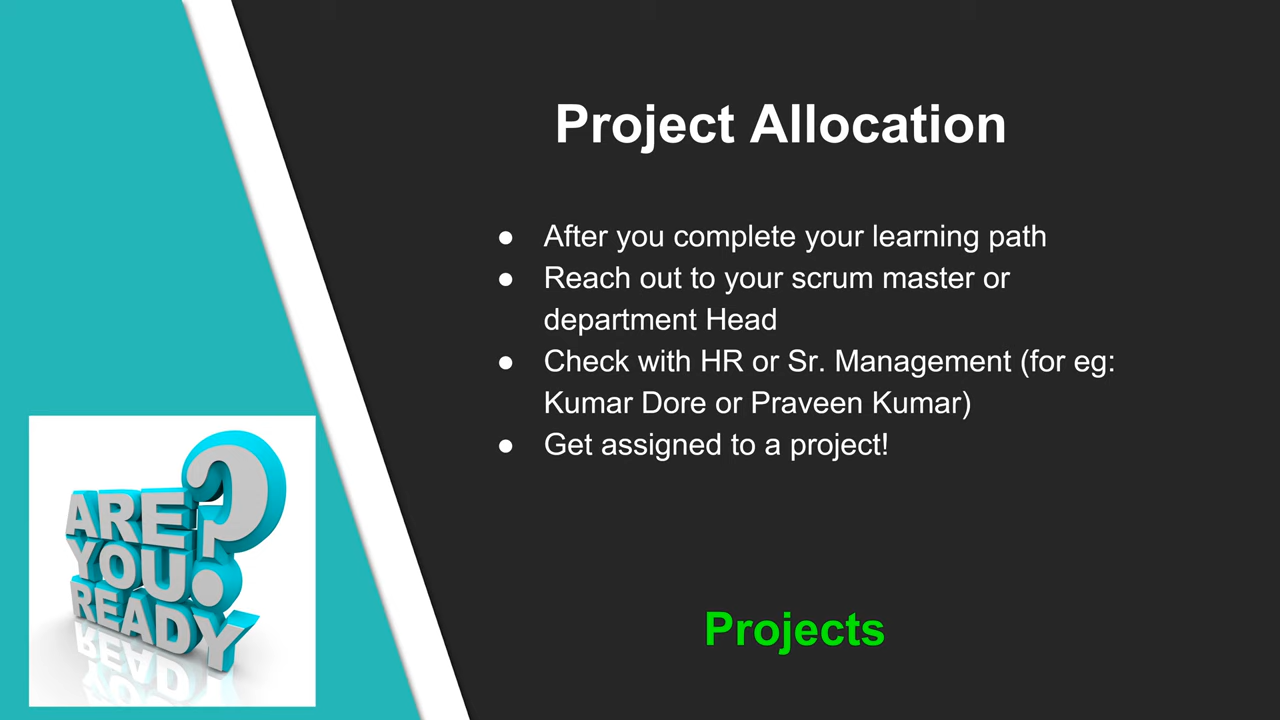 Project Allocation
● After you complete your learning path
● Reach out to your scrum master or
department Head
● Check with HR or Sr. Management (for eg:
Kumar Dore or Praveen Kumar)
● Get assigned to a project!
ARE
YOU
READY?
Projects